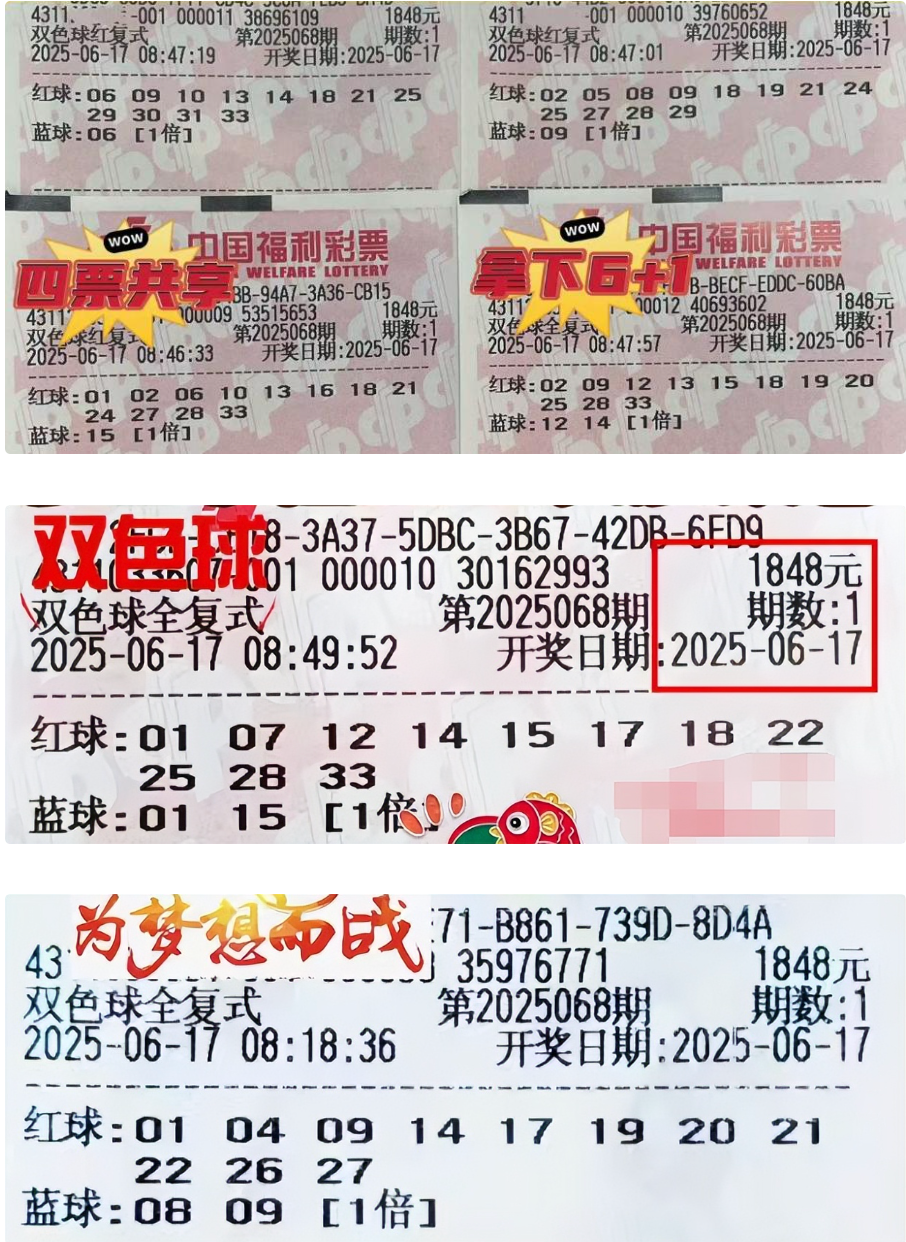 4311 -001 000011 38696109 1848元
双色球红复式 第2025068期 期数:1
2025-06-17 08:47:19 开奖日期:2025-06-17
红球:06 09 10 13 14 18 21 25
29 30 31 33
蓝球:06 [1倍]
4311 -001 000010 39760652 1848元
双色球红复式 第2025068期 期数:1
2025-06-17 08:47:01 开奖日期:2025-06-17
红球:02 05 08 09 18 19 21 24
25 27 28 29
蓝球:09 [1倍]
WOW
四票共享
中国福利彩票
WELFARE LOTTERY
BB-94A7-3A36-CB15
4311 000009 53515653 1848元
双色球红复式 第2025068期 期数:1
2025-06-17 08:46:33 开奖日期:2025-06-17
红球:01 02 06 10 13 16 18 21
24 27 28 33
蓝球:15 [1倍]
WOW
拿下6+1
中国福利彩票
WELFARE LOTTERY
B-BECF-EDDC-60BA
4311 000012 40693602 1848元
双色球全复式 第2025068期 期数:1
2025-06-17 08:47:57 开奖日期:2025-06-17
红球:02 09 12 13 15 18 19 20
25 28 33
蓝球:12 14 [1倍]
双色球
8-3A37-5DBC-3B67-42DB-6FD9
001 000010 30162993 1848元
双色球全复式 第2025068期 期数:1
2025-06-17 08:49:52 开奖日期:2025-06-17
红球:01 07 12 14 15 17 18 22
25 28 33
蓝球:01 15 [1倍]
为梦想而战
71-B861-739D-8D4A
43 35976771 1848元
双色球全复式 第2025068期 期数:1
2025-06-17 08:18:36 开奖日期:2025-06-17
红球:01 04 09 14 17 19 20 21
22 26 27
蓝球:08 09 [1倍]